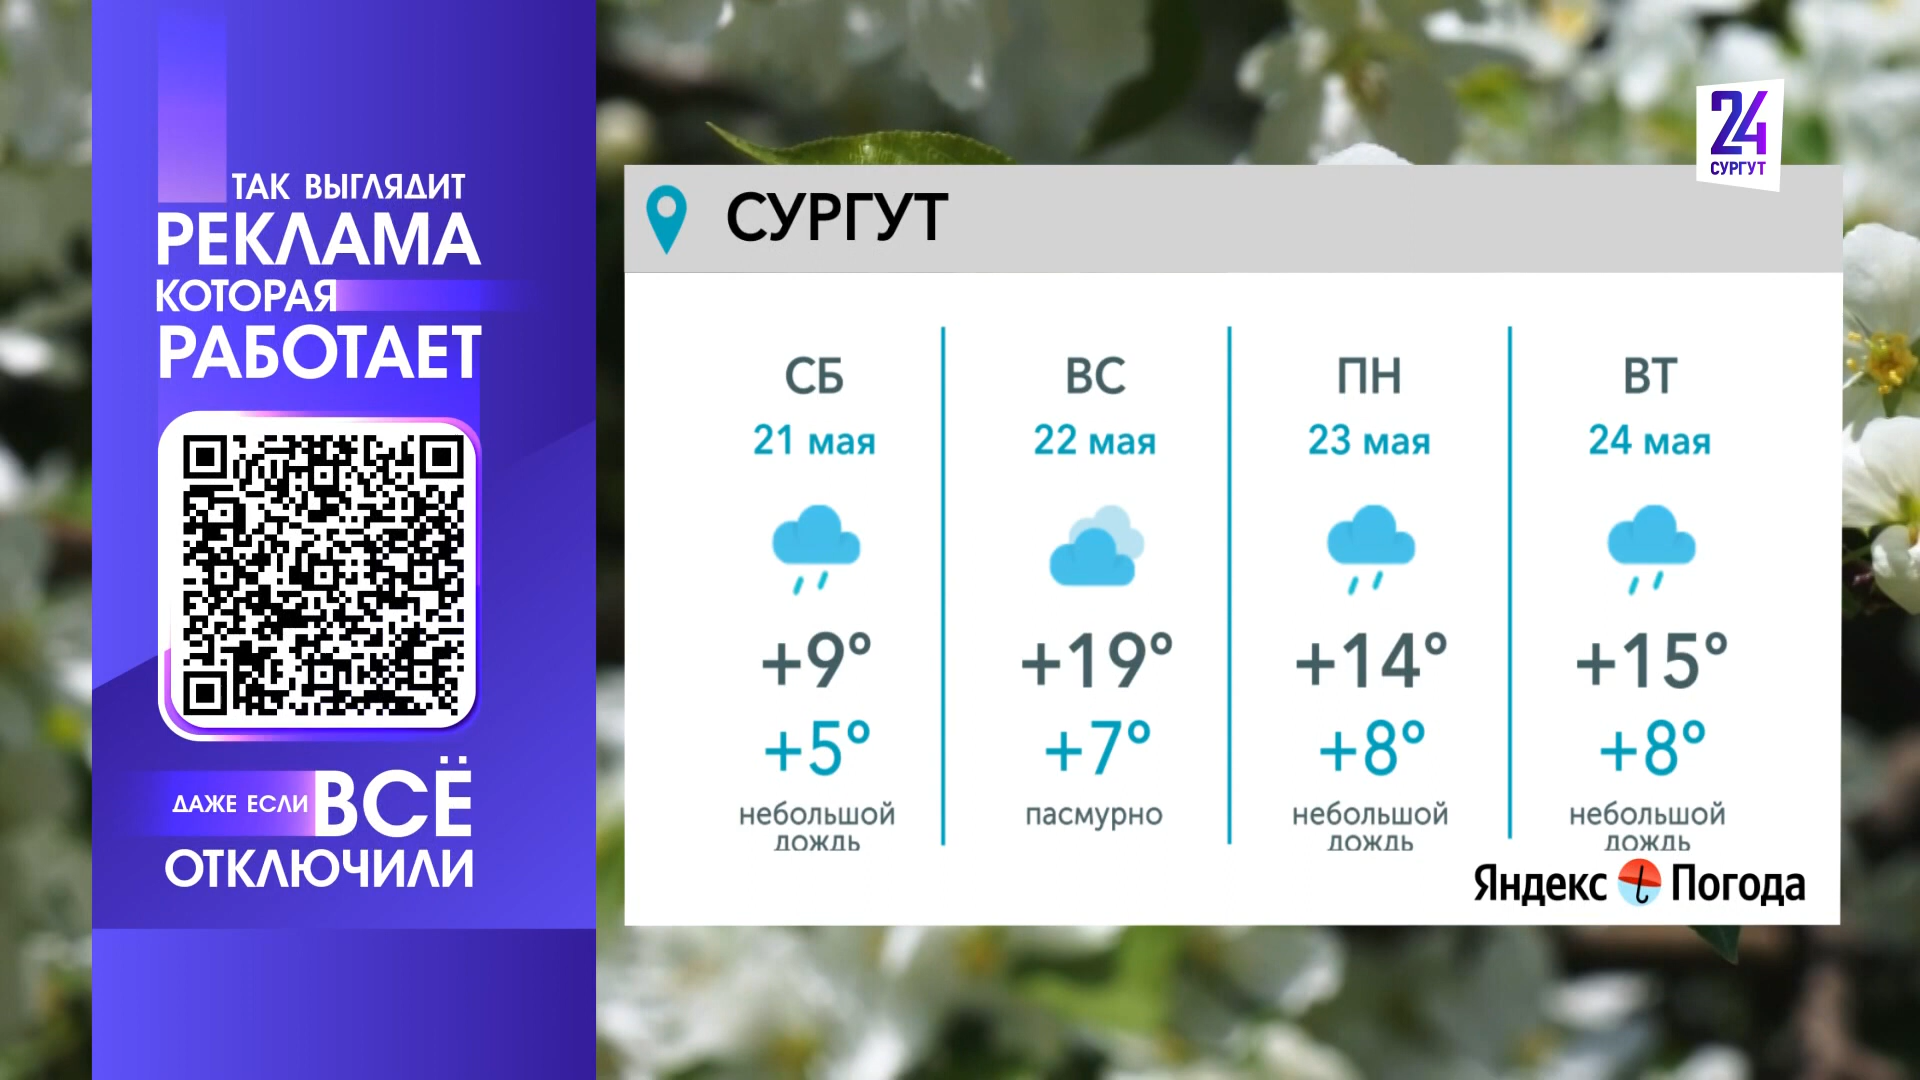 ТАК ВЫГЛЯДИТ
РЕКЛАМА
КОТОРАЯ
РАБОТАЕТ
ДАЖЕ ЕСЛИ ВСЁ
ОТКЛЮЧИЛИ
24
СУРГУТ
СУРГУТ
СБ
21 мая
+9°
+5°
небольшой
дождь
ВС
22 мая
+19°
+7°
пасмурно
ПН
23 мая
+14°
+8°
небольшой
дождь
ВТ
24 мая
+15°
+8°
небольшой
дождь
Яндекс Погода